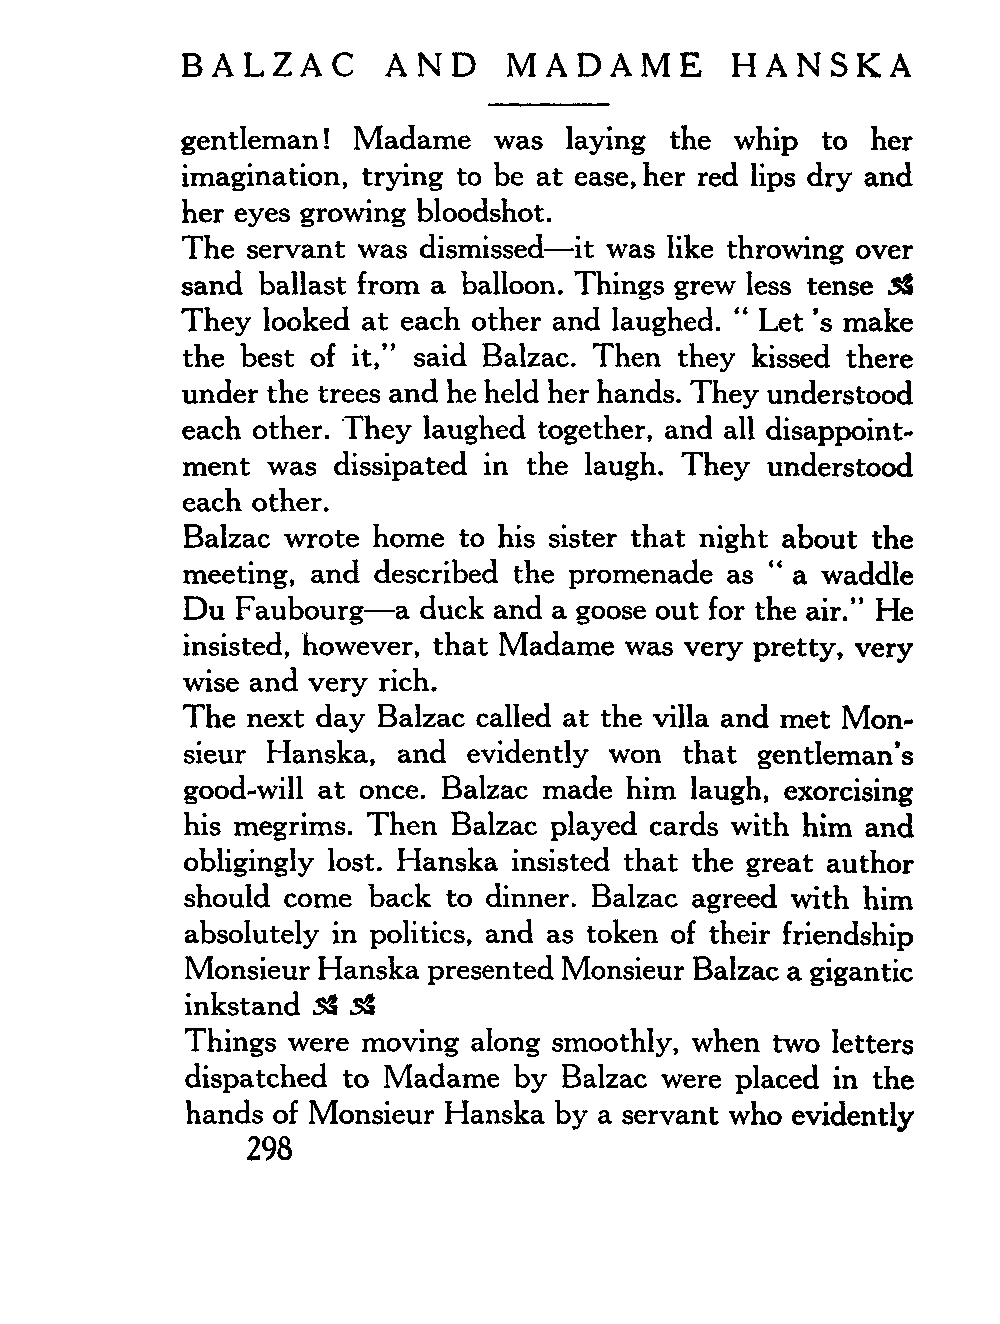 BALZAC AND MADAME HANSKA
gentleman! Madame was laying the whip to her
imagination, trying to be at ease, her red lips dry and
her eyes growing bloodshot.
The servant was dismissed—it was like throwing over
sand ballast from a balloon. Things grew less tense
They looked at each other and laughed. “ Let 's make
the best of it,” said Balzac. Then they kissed there
under the trees and he held her hands. They understood
each other. They laughed together, and all disappoint-
ment was dissipated in the laugh. They understood
each other.
Balzac wrote home to his sister that night about the
meeting, and described the promenade as “ a waddle
Du Faubourg—a duck and a goose out for the air.” He
insisted, however, that Madame was very pretty, very
wise and very rich.
The next day Balzac called at the villa and met Mon-
sieur Hanska, and evidently won that gentleman's
good-will at once. Balzac made him laugh, exorcising
his megrims. Then Balzac played cards with him and
obligingly lost. Hanska insisted that the great author
should come back to dinner. Balzac agreed with him
absolutely in politics, and as token of their friendship
Monsieur Hanska presented Monsieur Balzac a gigantic
inkstand
Things were moving along smoothly, when two letters
dispatched to Madame by Balzac were placed in the
hands of Monsieur Hanska by a servant who evidently
298